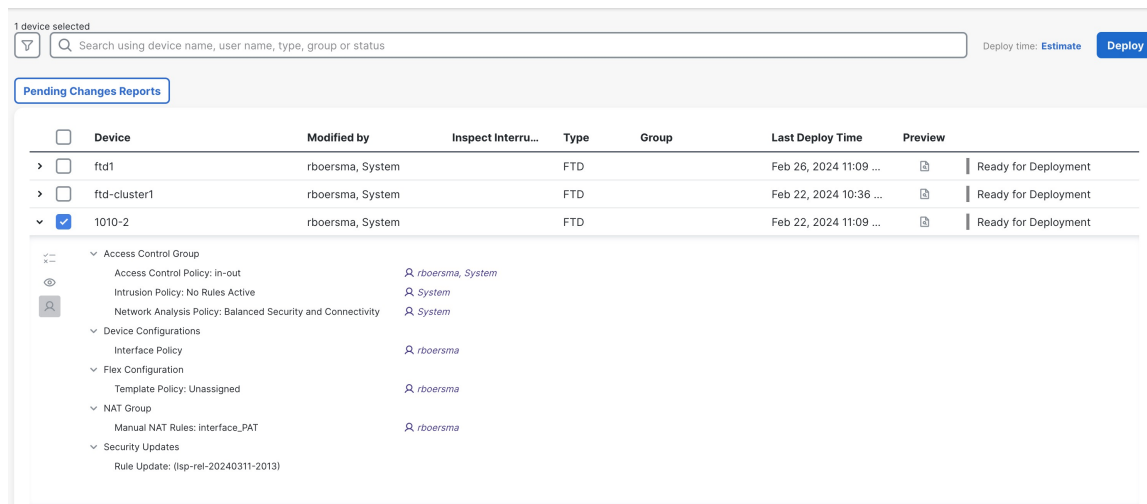 1 device selected
Search using device name, user name, type, group or status
Deploy time: Estimate
Deploy
Pending Changes Reports
Device Modified by Inspect Interru... Type Group Last Deploy Time Preview
ftd1 rboersma, System FTD Feb 26, 2024 11:09 ... Ready for Deployment
ftd-cluster1 rboersma, System FTD Feb 22, 2024 10:36 ... Ready for Deployment
1010-2 rboersma, System FTD Feb 22, 2024 11:09 ... Ready for Deployment
Access Control Group
Access Control Policy: in-out rboersma, System
Intrusion Policy: No Rules Active System
Network Analysis Policy: Balanced Security and Connectivity System
Device Configurations
Interface Policy rboersma
Flex Configuration
Template Policy: Unassigned rboersma
NAT Group
Manual NAT Rules: interface_PAT rboersma
Security Updates
Rule Update: (lsp-rel-20240311-2013)